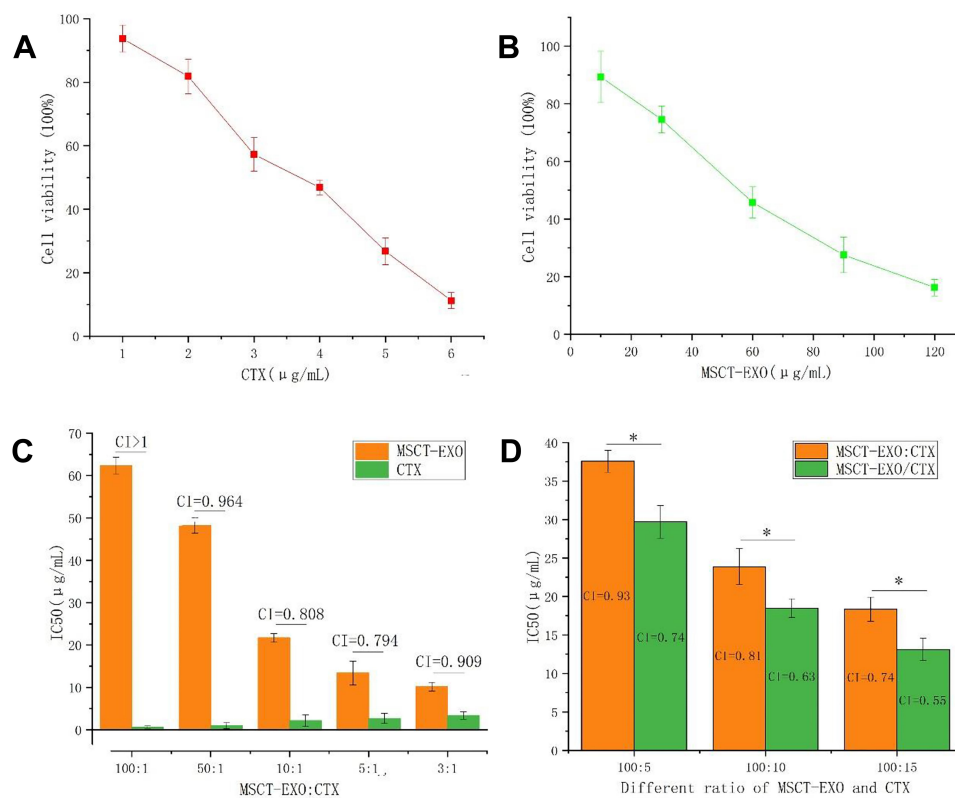 A
Cell viability (100%)
100
80
60
40
20
0
1 2 3 4 5 6
CTX(μg/mL)
B
Cell viability (100%)
100
80
60
40
20
0
0 20 40 60 80 100 120
MSCT-EXO(μg/mL)
C
IC50(μg/mL)
70
60
50
40
30
20
10
0
CI>1
CI=0.964
CI=0.808
CI=0.794
CI=0.909
MSCT-EXO
CTX
100:1 50:1 10:1 5:1 3:1
MSCT-EXO:CTX
D
IC50(μg/mL)
40
35
30
25
20
15
10
5
0
* * *
MSCT-EXO:CTX
MSCT-EXO/CTX
CI=0.93
CI=0.74
CI=0.81
CI=0.63
CI=0.74
CI=0.55
100:5 100:10 100:15
Different ratio of MSCT-EXO and CTX